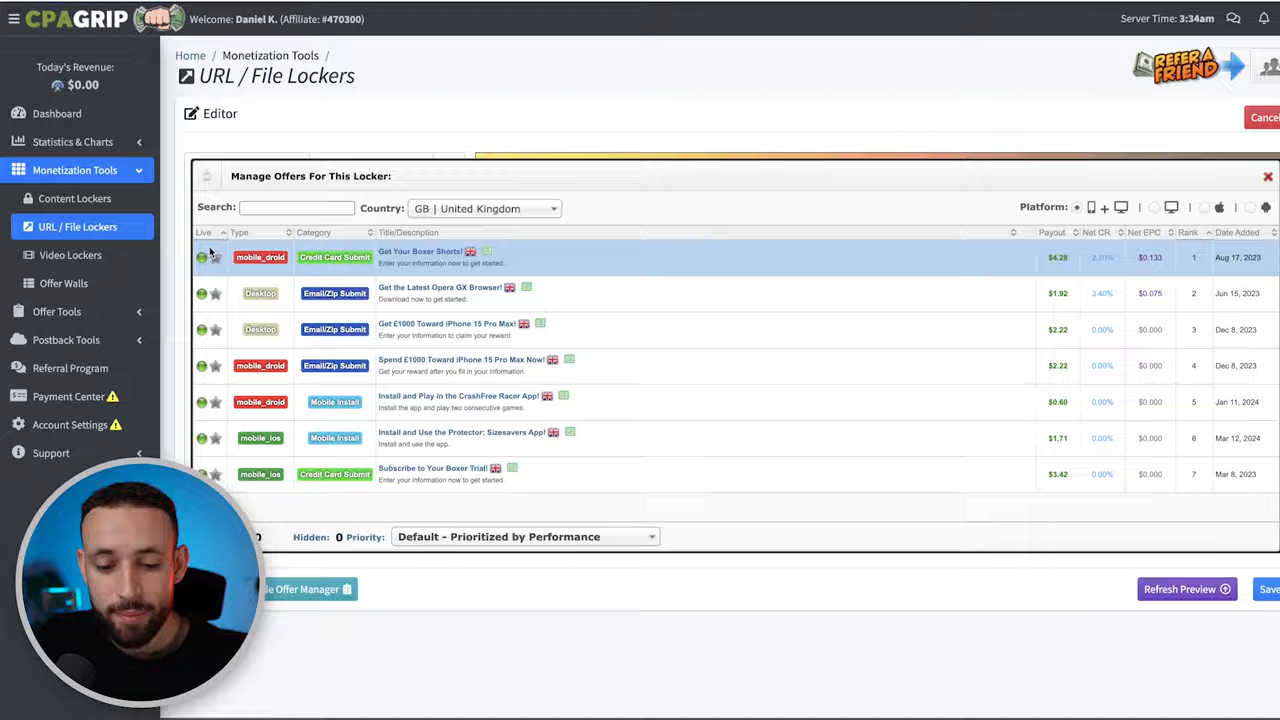 CPAGRIP Welcome: Daniel K. (Affiliate: #470300) Server Time: 3:34am
Today's Revenue:
$0.00
Dashboard
Statistics & Charts
Monetization Tools
Content Lockers
URL / File Lockers
Video Lockers
Offer Walls
Offer Tools
Postback Tools
Referral Program
Payment Center
Account Settings
Support
Home / Monetization Tools /
URL / File Lockers
REFER A
FRIEND
Editor
Cancel
Manage Offers For This Locker:
Search: Country: GB | United Kingdom Platform: + | | |
Live Type Category Title/Description Payout Net CR Net EPC Rank Date Added
mobile_droid Credit Card Submit Get Your Boxer Shorts! $4.28 2.70% $0.133 1 Aug 17, 2023
Enter your information now to get started.
Desktop Email/Zip Submit Get the Latest Opera GX Browser! $1.92 3.40% $0.075 2 Jun 15, 2023
Download now to get started.
Desktop Email/Zip Submit Get £1000 Toward iPhone 15 Pro Max! $2.22 0.00% $0.000 3 Dec 8, 2023
Enter your information to claim your reward.
mobile_droid Email/Zip Submit Spend £1000 Toward iPhone 15 Pro Max Now! $2.22 0.00% $0.000 4 Dec 8, 2023
Get your reward after you fill in your information.
mobile_droid Mobile Install Install and Play in the CrashFree Racer App! $0.60 0.00% $0.000 5 Jan 11, 2024
Install the app and play two consecutive games.
mobile_ios Mobile Install Install and Use the Protector: Sizesavers App! $1.71 0.00% $0.000 6 Mar 12, 2024
Install and use the app.
mobile_ios Credit Card Submit Subscribe to Your Boxer Trial! $3.42 0.00% $0.000 7 Mar 8, 2023
Enter your information now to get started.
0 Hidden: 0 Priority: Default - Prioritized by Performance
Offer Manager Refresh Preview Save